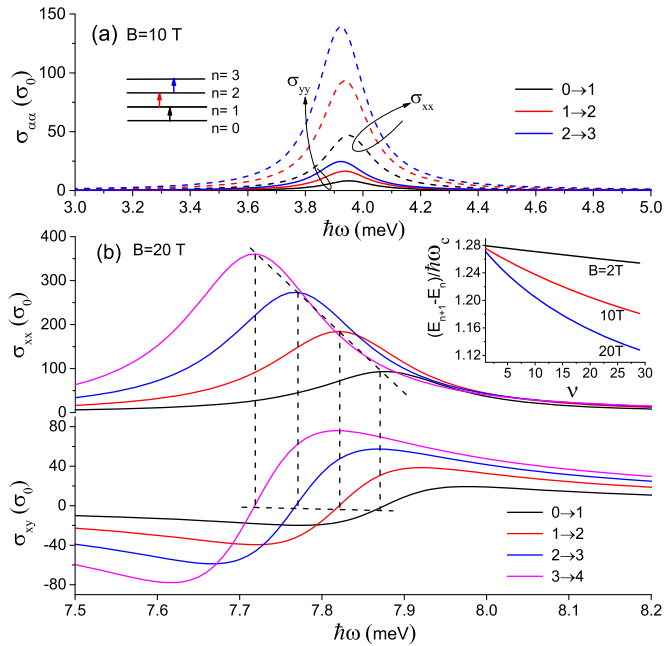 (a) B=10 T
σαα (σ0)
150
100
50
0
n= 3
n= 2
n= 1
n= 0
σyy
σxx
0→1
1→2
2→3
3.0 3.2 3.4 3.6 3.8 4.0 4.2 4.4 4.6 4.8 5.0
ħω (meV)
(b) B=20 T
σxx (σ0)
400
300
200
100
0
(En+1-En)/ħωc
1.28
1.24
1.20
1.16
1.12
B=2T
10T
20T
5 10 15 20 25 30
ν
σxy (σ0)
80
40
0
-40
-80
0→1
1→2
2→3
3→4
7.5 7.6 7.7 7.8 7.9 8.0 8.1 8.2
ħω (meV)